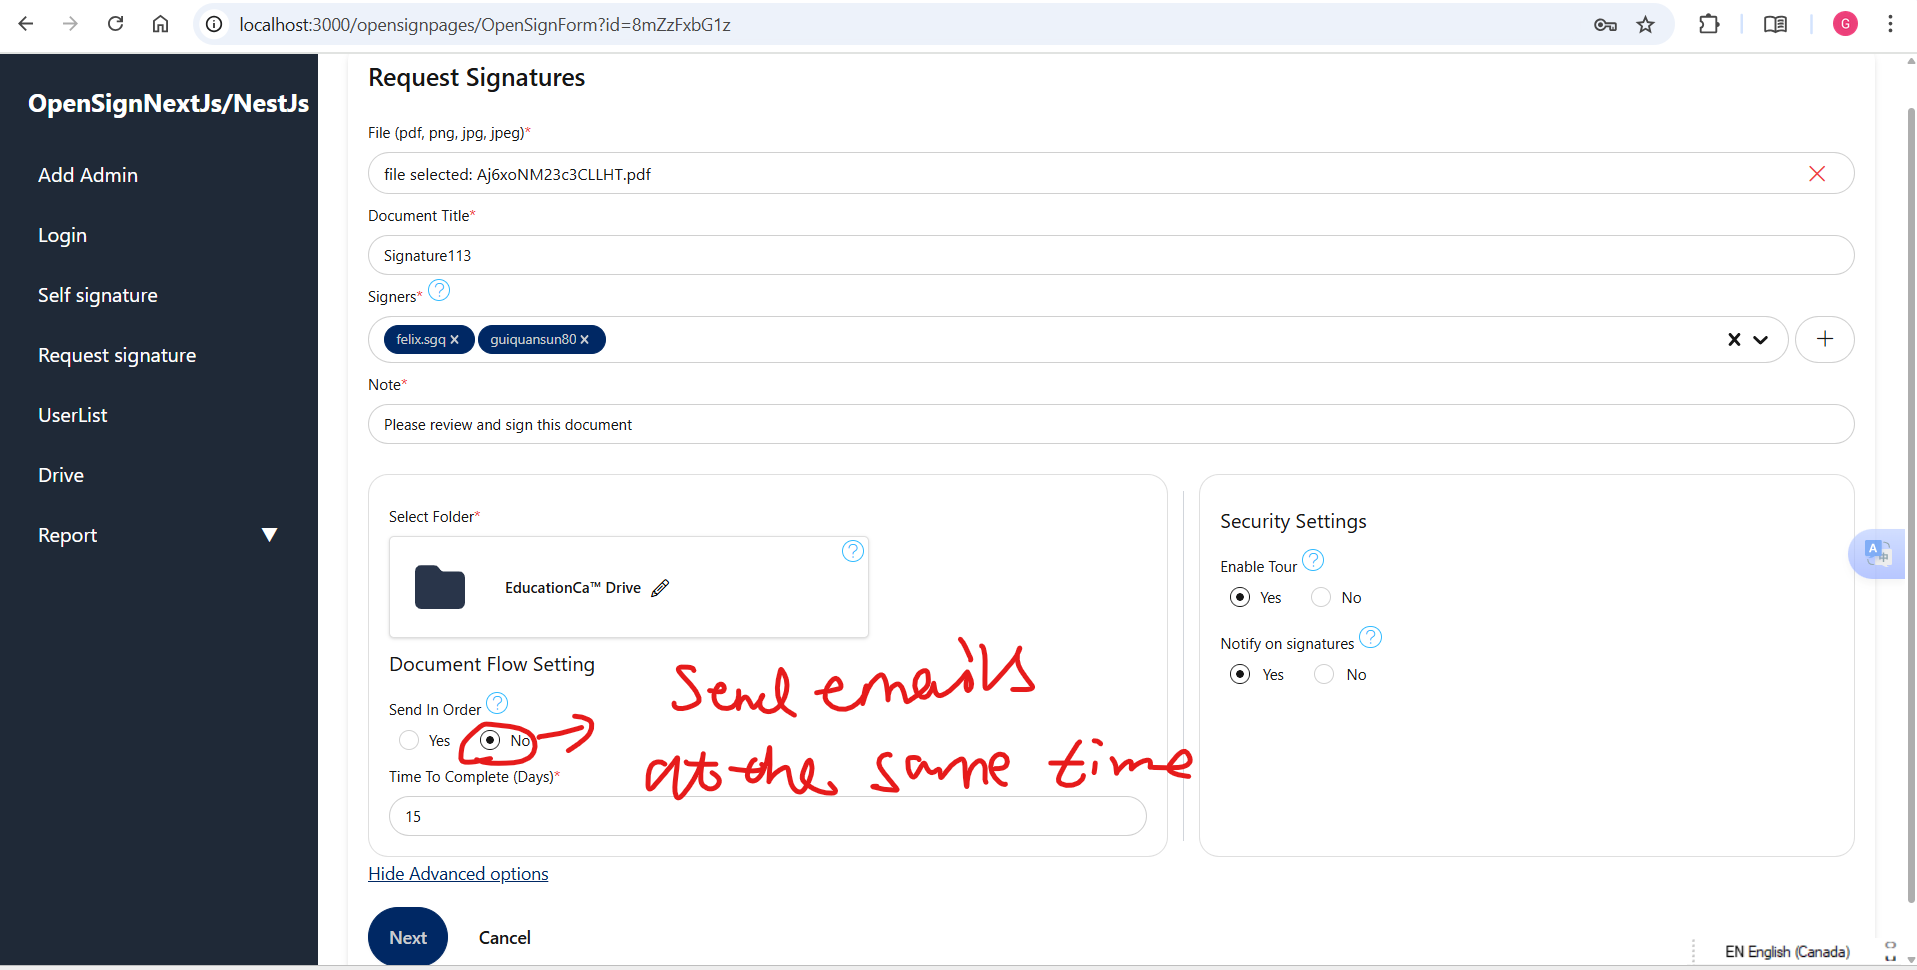 localhost:3000/opensignpages/OpenSignForm?id=8mZzFxbG1z
G
OpenSignNextJs/NestJs
Add Admin
Login
Self signature
Request signature
UserList
Drive
Report ▼
Request Signatures
File (pdf, png, jpg, jpeg)*
file selected: Aj6xoNM23c3CLLHT.pdf
Document Title*
Signature113
Signers* ?
felix.sgq × guiquansun80 ×
Note*
Please review and sign this document
Select Folder*
?
EducationCa™ Drive
Document Flow Setting
Send In Order ?
Yes No
Send emails
at the same time
Time To Complete (Days)*
15
Security Settings
Enable Tour ?
Yes No
Notify on signatures ?
Yes No
A 中
Hide Advanced options
Next Cancel
EN English (Canada)